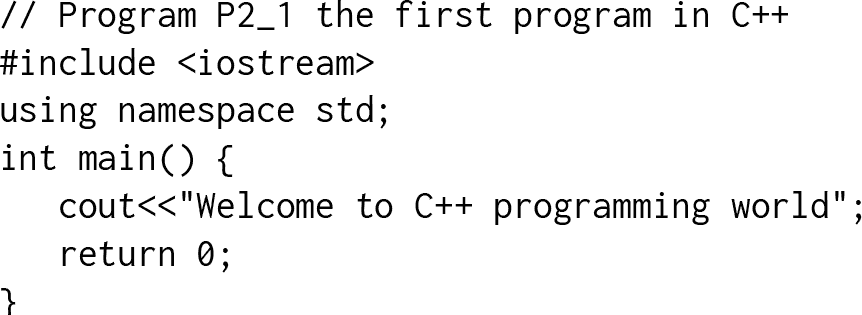 // Program P2_1 the first program in C++
#include <iostream>
using namespace std;
int main() {
   cout<<"Welcome to C++ programming world";
   return 0;
}